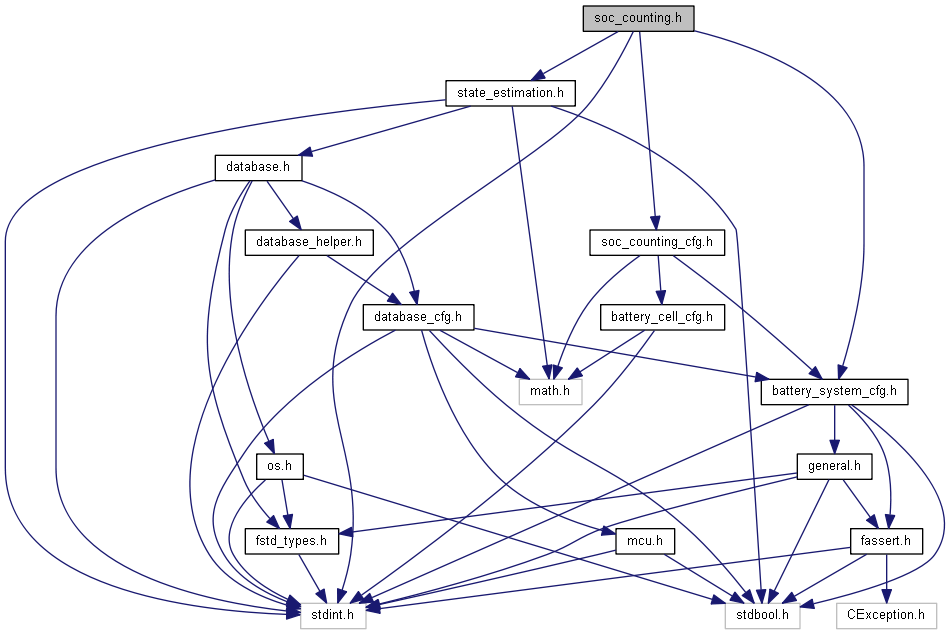 soc_counting.h
state_estimation.h
database.h
database_helper.h
soc_counting_cfg.h
database_cfg.h
battery_cell_cfg.h
math.h
battery_system_cfg.h
os.h
general.h
fstd_types.h
mcu.h
fassert.h
stdint.h
stdbool.h
CException.h